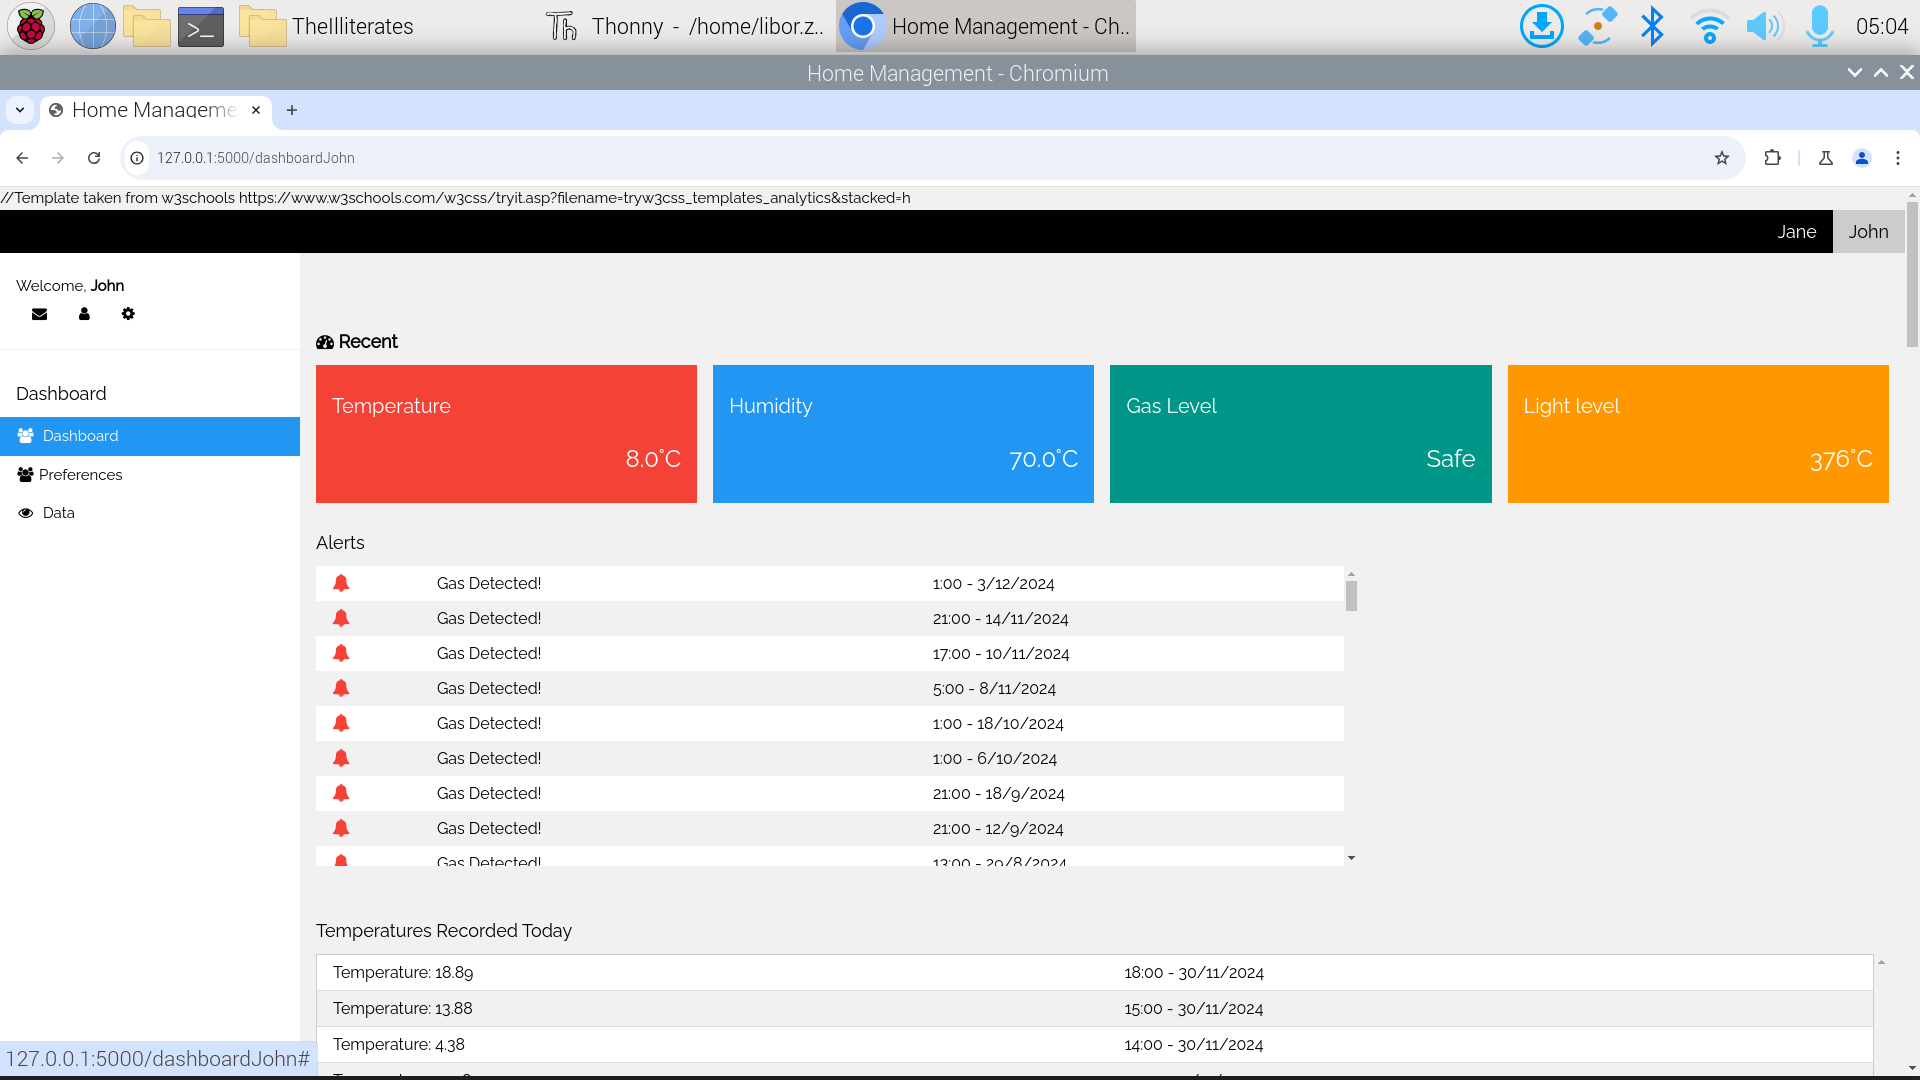 TheIlliterates
Thonny - /home/libor.z..
Home Management - Ch..
05:04
Home Management - Chromium
Home Manageme
127.0.0.1:5000/dashboardJohn
//Template taken from w3schools https://www.w3schools.com/w3css/tryit.asp?filename=tryw3css_templates_analytics&stacked=h
Jane
John
Welcome, John
Dashboard
Dashboard
Preferences
Data
Recent
Temperature
8.0°C
Humidity
70.0°C
Gas Level
Safe
Light level
376°C
Alerts
Gas Detected! 1:00 - 3/12/2024
Gas Detected! 21:00 - 14/11/2024
Gas Detected! 17:00 - 10/11/2024
Gas Detected! 5:00 - 8/11/2024
Gas Detected! 1:00 - 18/10/2024
Gas Detected! 1:00 - 6/10/2024
Gas Detected! 21:00 - 18/9/2024
Gas Detected! 21:00 - 12/9/2024
Gas Detected! 13:00 - 29/8/2024
Temperatures Recorded Today
Temperature: 18.89 18:00 - 30/11/2024
Temperature: 13.88 15:00 - 30/11/2024
Temperature: 4.38 14:00 - 30/11/2024
127.0.0.1:5000/dashboardJohn#